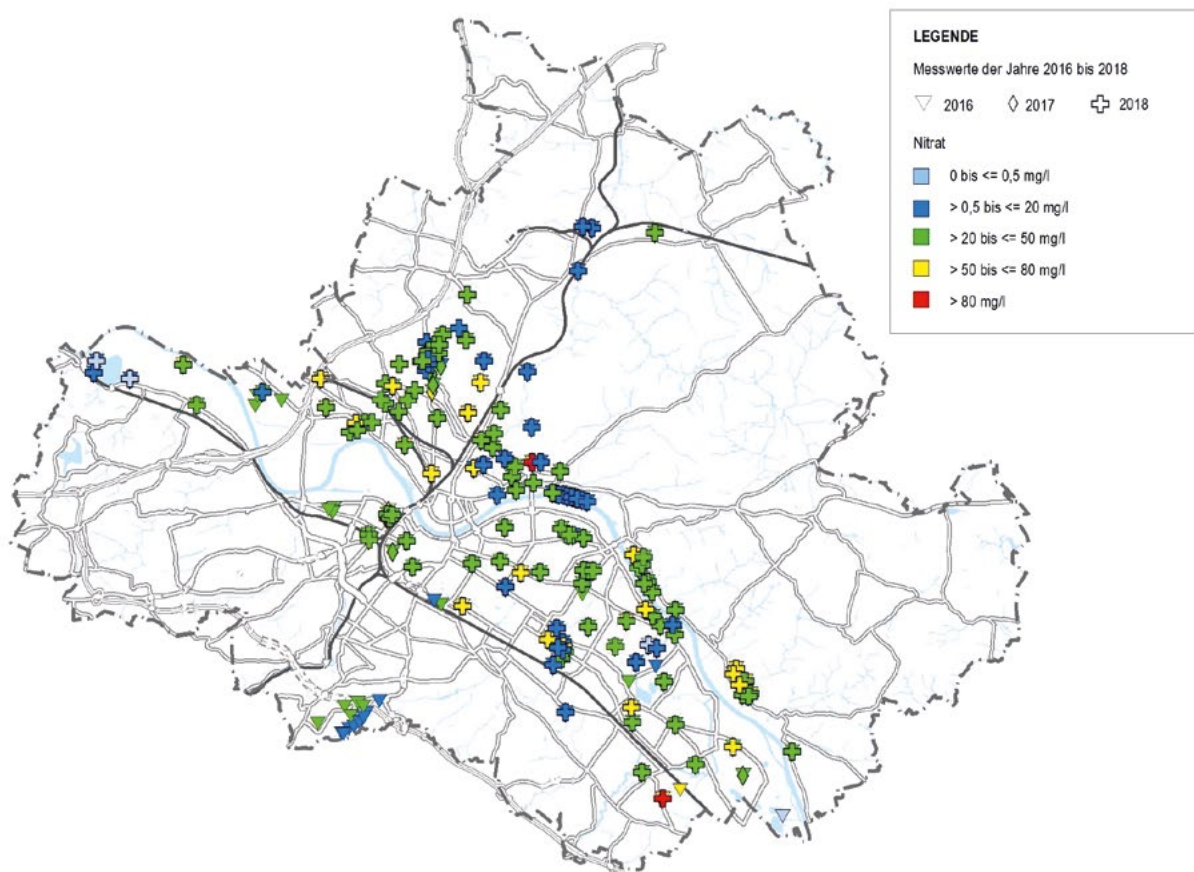 LEGENDE
Messwerte der Jahre 2016 bis 2018
2016 2017 2018
Nitrat
0 bis <= 0,5 mg/l
> 0,5 bis <= 20 mg/l
> 20 bis <= 50 mg/l
> 50 bis <= 80 mg/l
> 80 mg/l